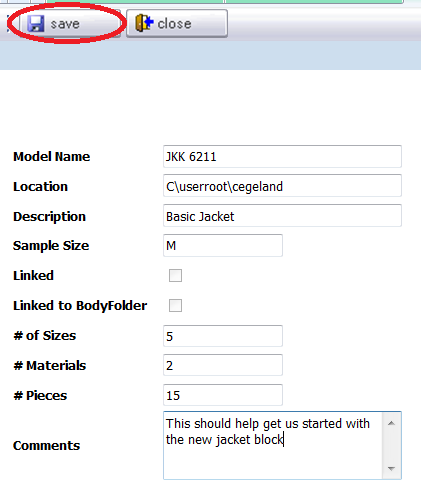 save close
Model Name JKK 6211
Location C\userroot\cegeland
Description Basic Jacket
Sample Size M
Linked
Linked to BodyFolder
# of Sizes 5
# Materials 2
# Pieces 15
Comments This should help get us started with
the new jacket block